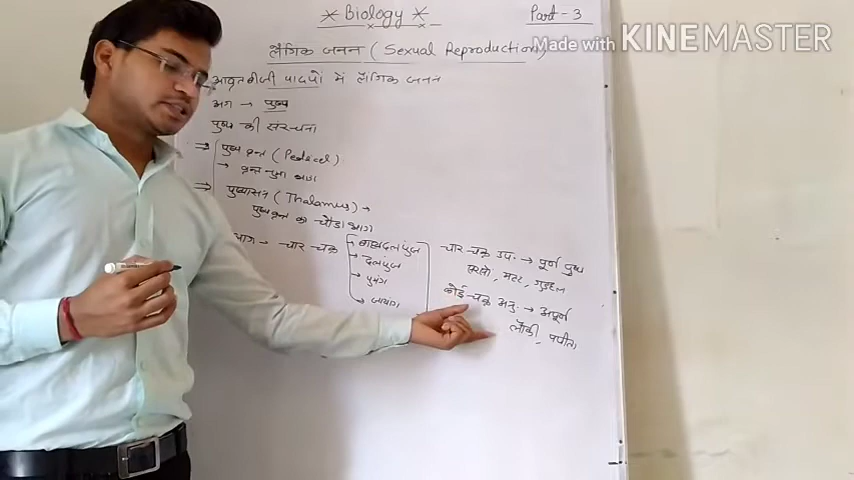 * Biology *
Part - 3
Made with KINEMASTER
लैंगिक जनन ( Sexual Reproduction )
आवृतबीजी पादपों में लैंगिक जनन
अंग → पुष्प
पुष्प की संरचना
⇒ पुष्प वृन्त ( Pedicel )
→ वृन्त नुमा भाग
⇒ पुष्पासन ( Thalamus ) →
पुष्प वृन्त का चौड़ा भाग
भाग → चार चक्र
→ बाह्यदलपुंज
→ दलपुंज
→ पुमंग
→ जायांग
चार चक्र उप. → पूर्ण पुष्प
सरसों, मटर, गुड़हल
कोई चक्र अनु. → अपूर्ण
लौकी, पपीता